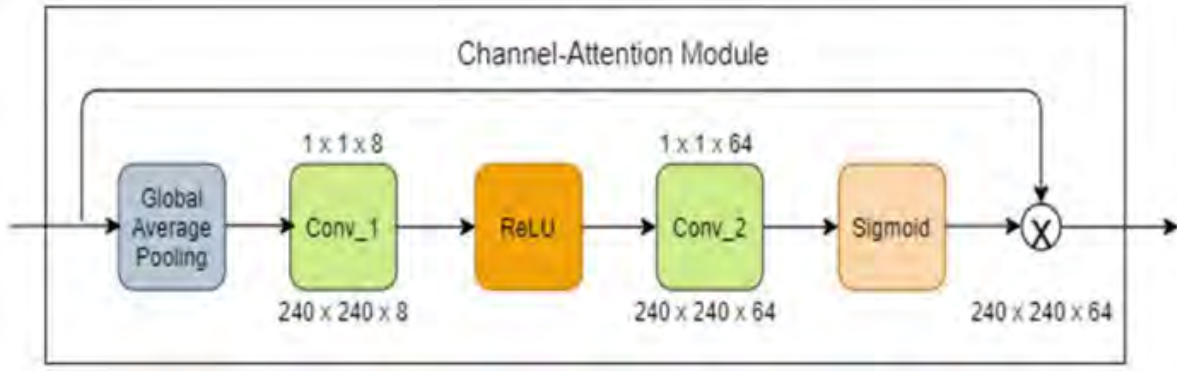 Channel-Attention Module
1 x 1 x 8
1 x 1 x 64
Global
Average
Pooling
Conv_1
ReLU
Conv_2
Sigmoid
X
240 x 240 x 8
240 x 240 x 64
240 x 240 x 64